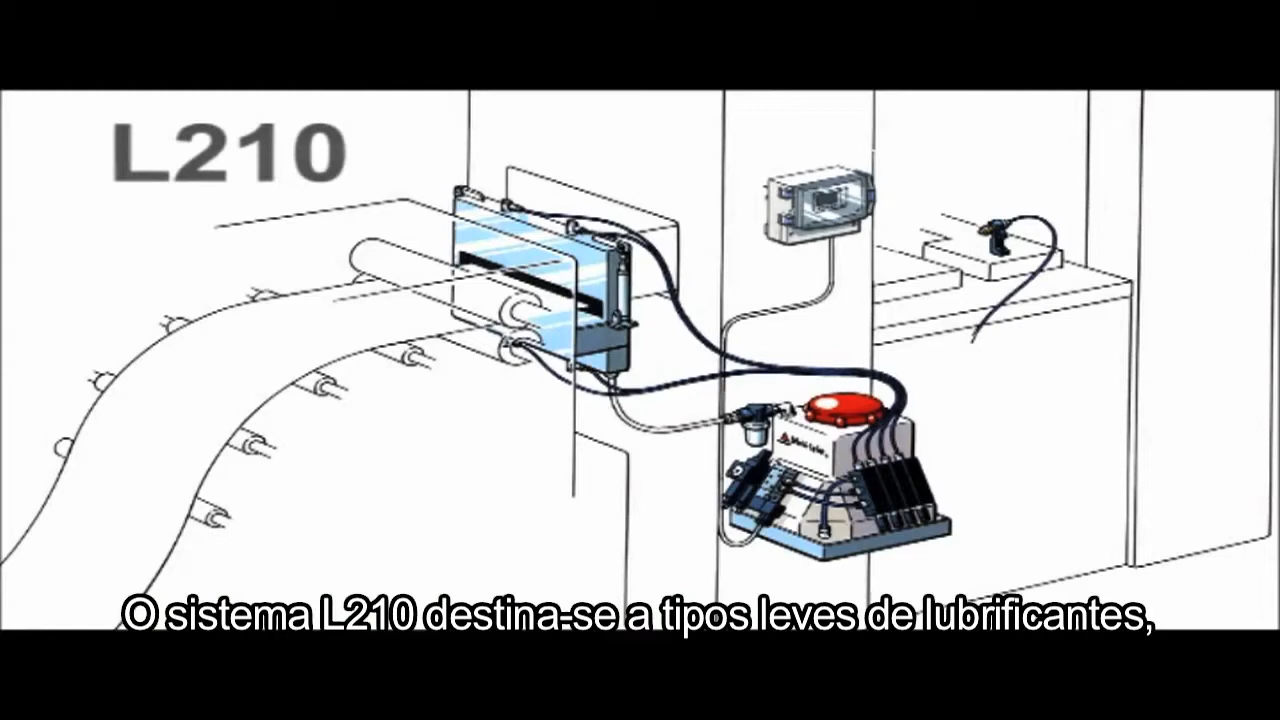 L210
O sistema L210 destina-se a tipos leves de lubrificantes,